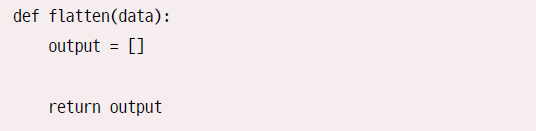 def flatten(data):
    output = []

    return output